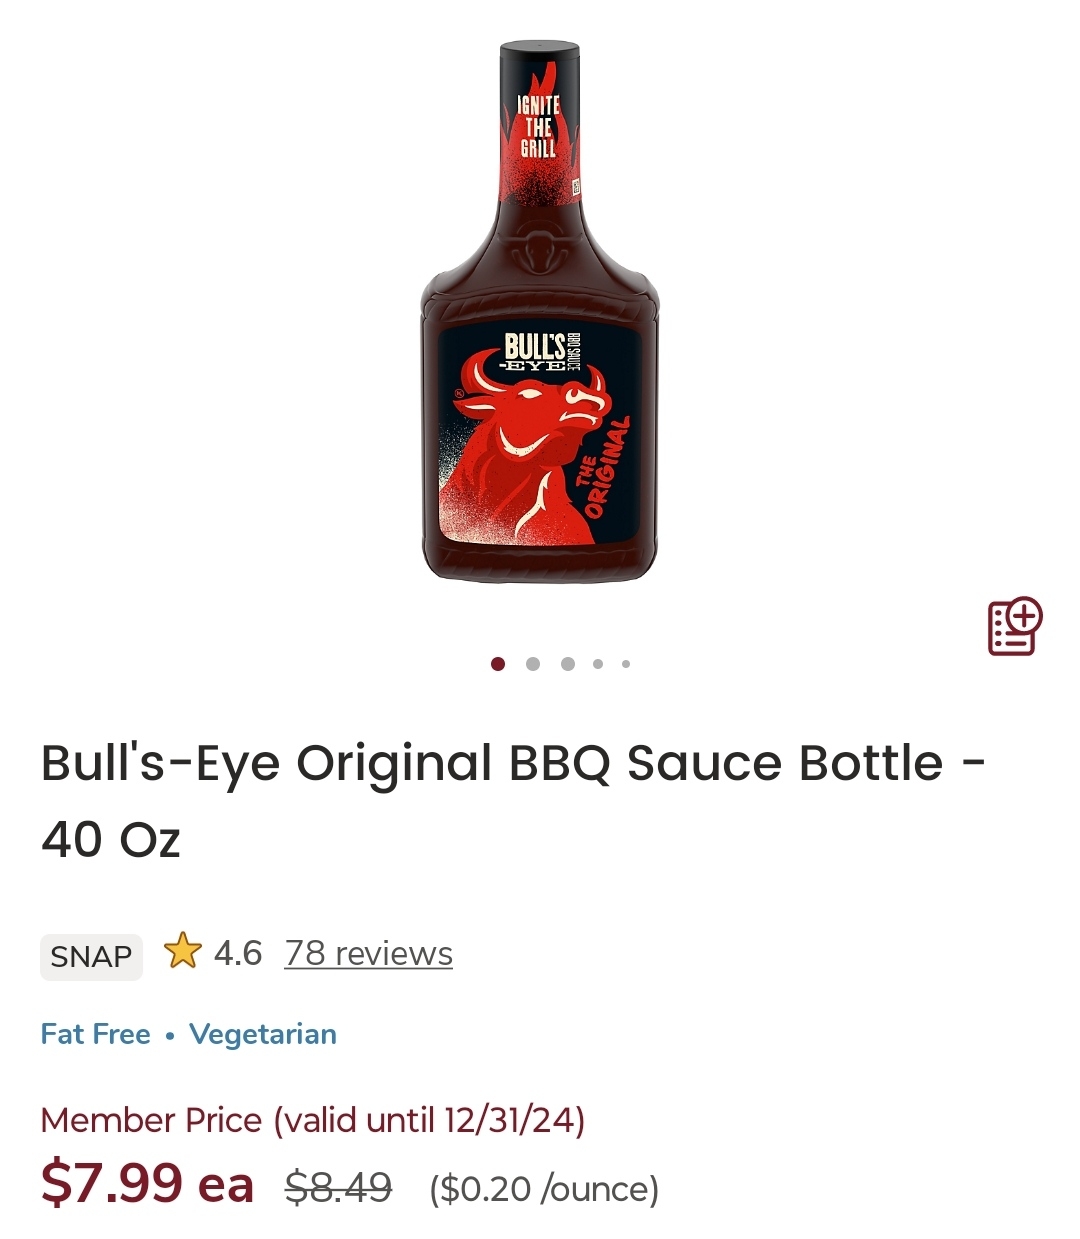 IGNITE
THE
GRILL
BULL'S
-EYE
BBQ SAUCE
®
THE
ORIGINAL
Bull's-Eye Original BBQ Sauce Bottle -
40 Oz
SNAP 4.6 78 reviews
Fat Free • Vegetarian
Member Price (valid until 12/31/24)
$7.99 ea $8.49 ($0.20 /ounce)